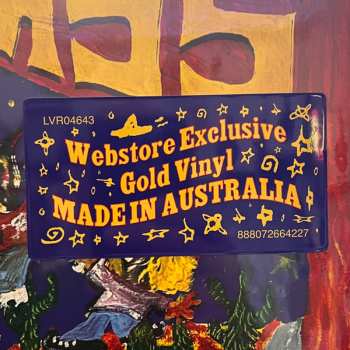 LVR04643
Webstore Exclusive
Gold Vinyl
MADE IN AUSTRALIA
888072664227